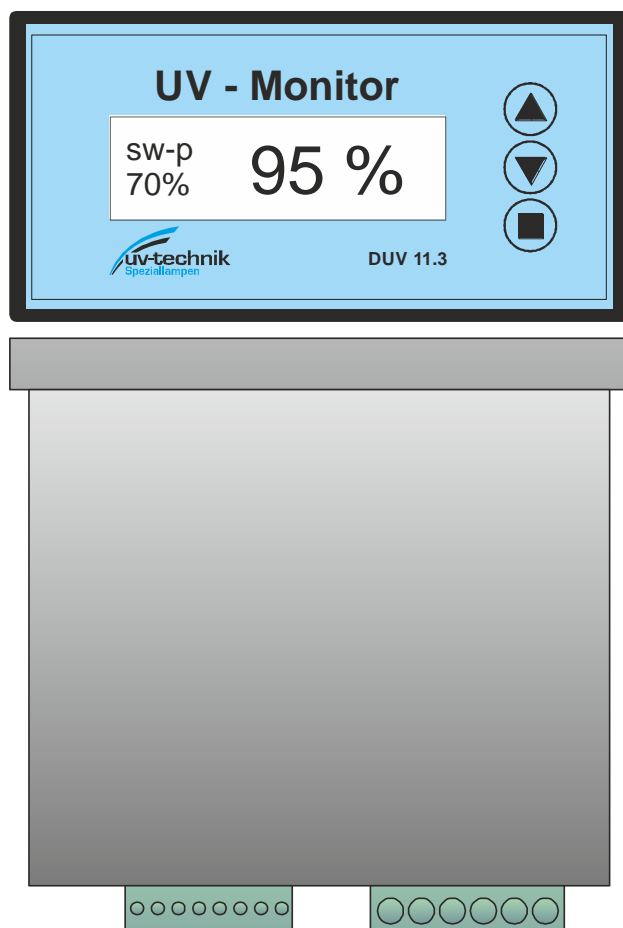 UV - Monitor
sw-p
70%
95 %
uv-technik
Speziallampen
DUV 11.3